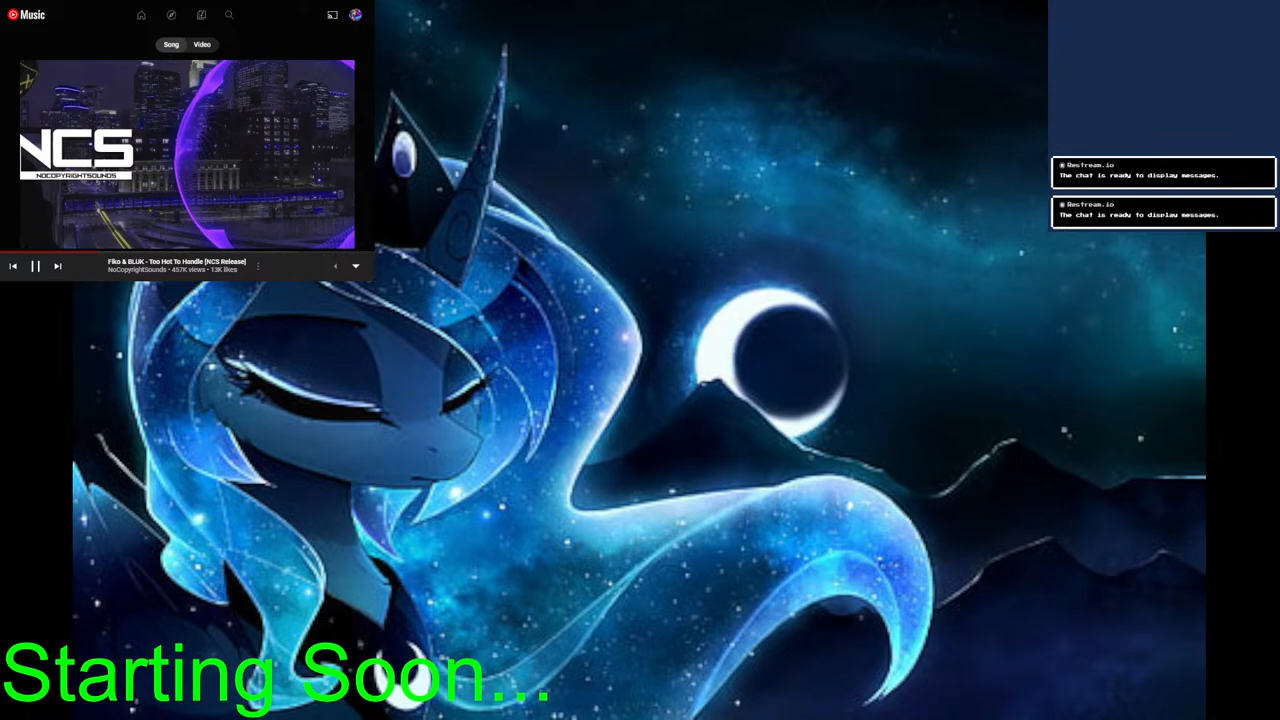 Music
Song Video
NCS
NOCOPYRIGHTSOUNDS
Fiko & BLUK - Too Hot To Handle [NCS Release]
NoCopyrightSounds • 457K views • 13K likes
Restream.io
The chat is ready to display messages.
Restream.io
The chat is ready to display messages.
Starting Soon...